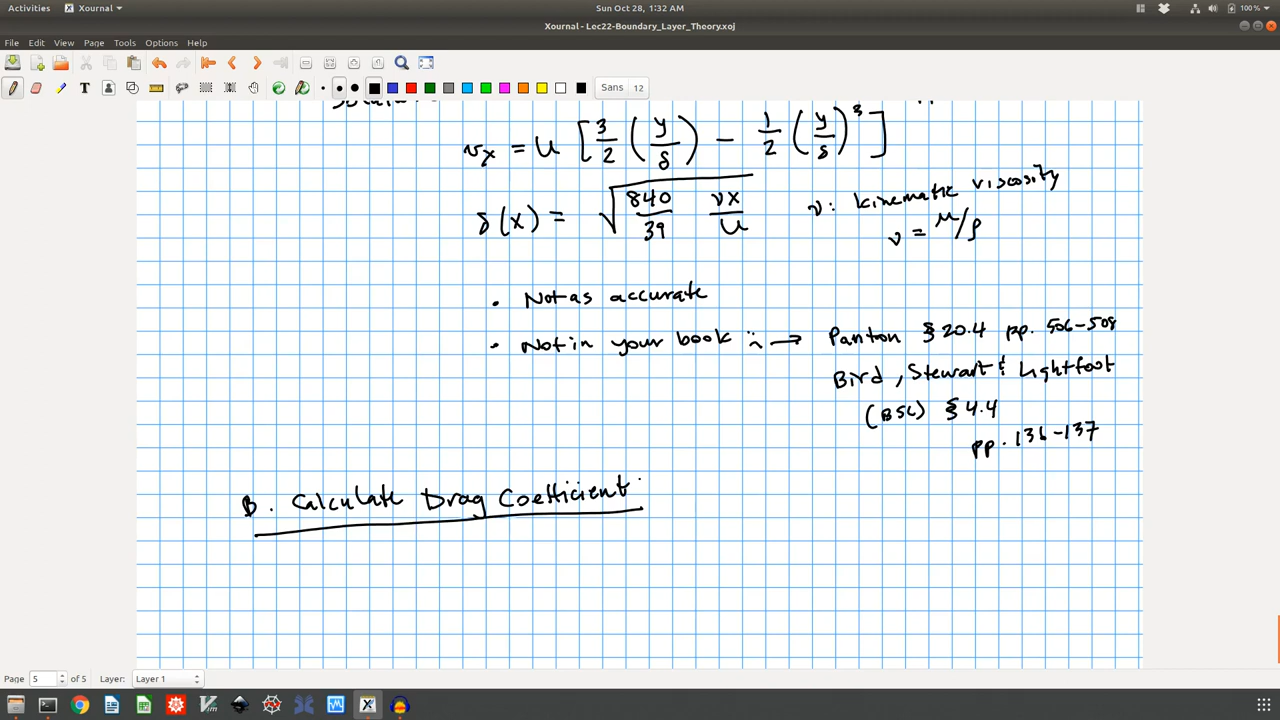 Activities Xournal Sun Oct 28, 1:32 AM 100 %
Xournal - Lec22-Boundary_Layer_Theory.xoj
File Edit View Page Tools Options Help
Sans 12
v_x = U [ 3/2 (y/δ) - 1/2 (y/δ)^3 ]
δ(x) = √(840/39 νx/U)
ν: kinematic viscosity
ν = μ/ρ
• Not as accurate
• Not in your book :( → Panton § 20.4 pp. 506-508
Bird, Stewart & Lightfoot
(BSL) § 4.4
pp. 136-137
B. Calculate Drag Coefficient
Page 5 of 5 Layer: Layer 1